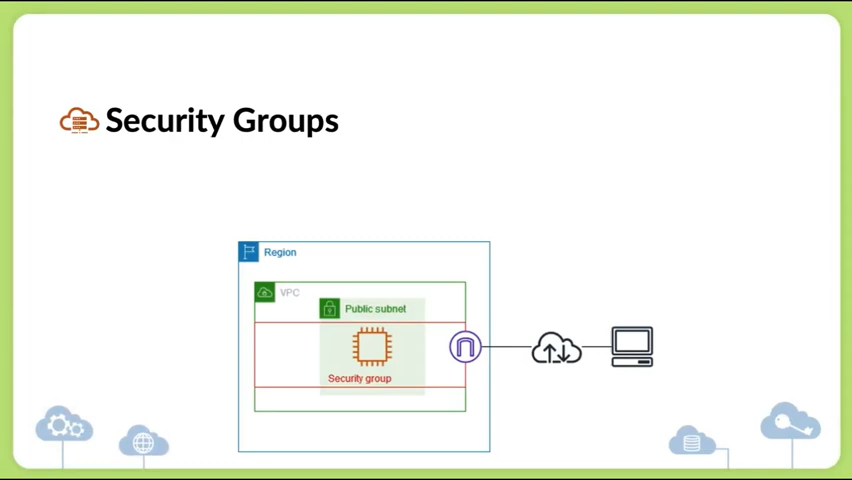 Security Groups
Region
VPC
Public subnet
Security group